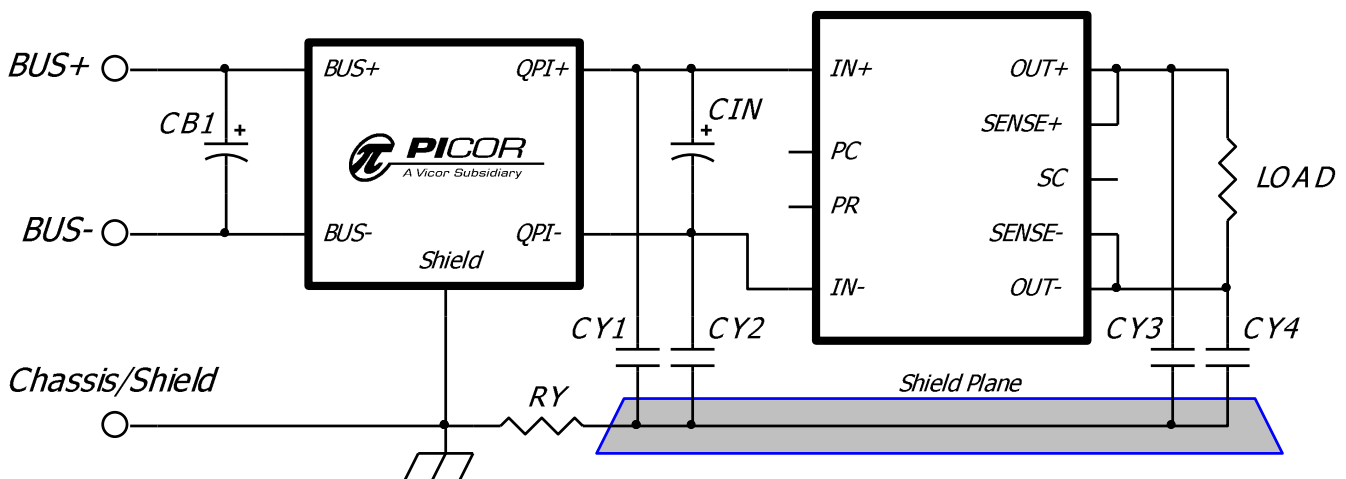 BUS+
BUS-
CB1
+
BUS+
QPI+
PICOR
A Vicor Subsidiary
BUS-
QPI-
Shield
CIN
+
IN+
OUT+
SENSE+
PC
SC
PR
SENSE-
IN-
OUT-
LOAD
CY1
CY2
CY3
CY4
Chassis/Shield
RY
Shield Plane